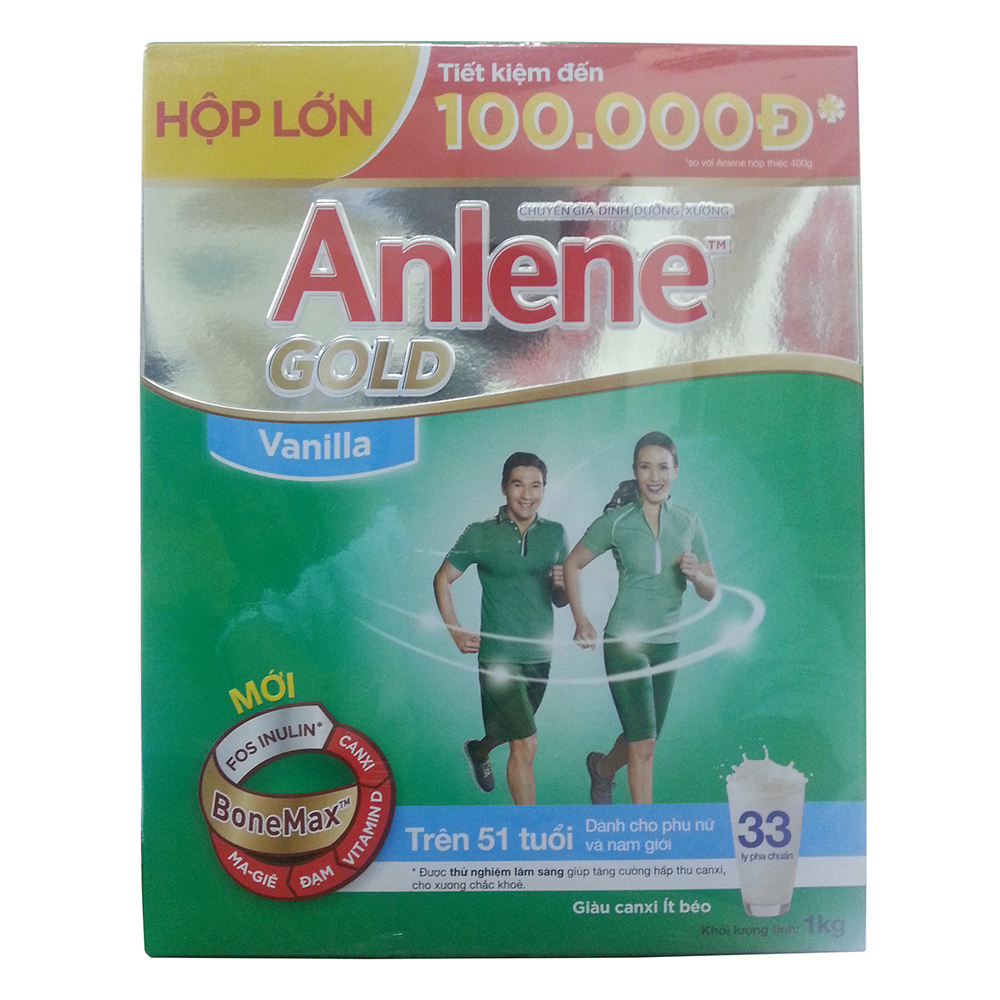 HỘP LỚN
Tiết kiệm đến
100.000Đ*
*so với Anlene hộp thiếc 400g
CHUYÊN GIA DINH DƯỠNG XƯƠNG
Anlene™
GOLD
Vanilla
MỚI
FOS INULIN*
CANXI
VITAMIN D
ĐẠM
MA-GIÊ
BoneMax™
Trên 51 tuổi
Dành cho phụ nữ
và nam giới
33
ly pha chuẩn
* Được thử nghiệm lâm sàng giúp tăng cường hấp thu canxi,
cho xương chắc khoẻ.
Giàu canxi Ít béo
Khối lượng tịnh: 1kg